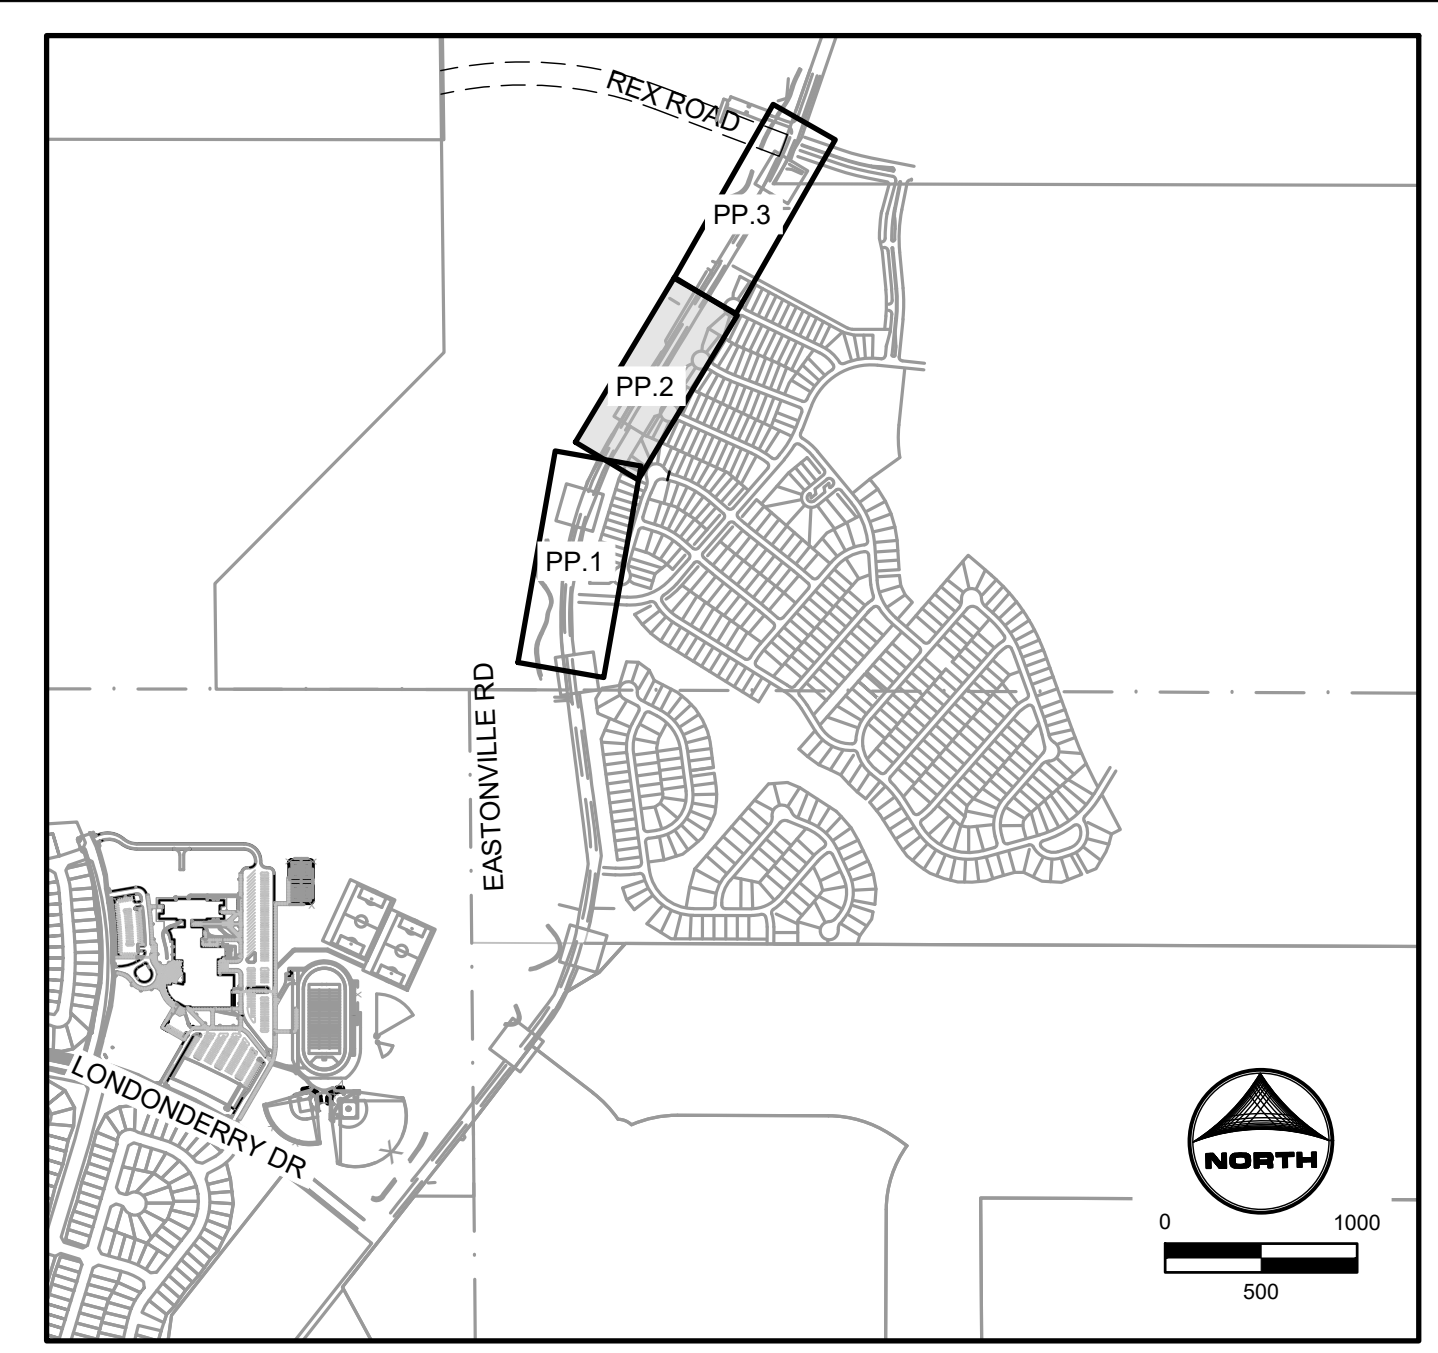 REX ROAD
PP.3
PP.2
PP.1
EASTONVILLE RD
LONDONDERRY DR
NORTH
0 1000
500